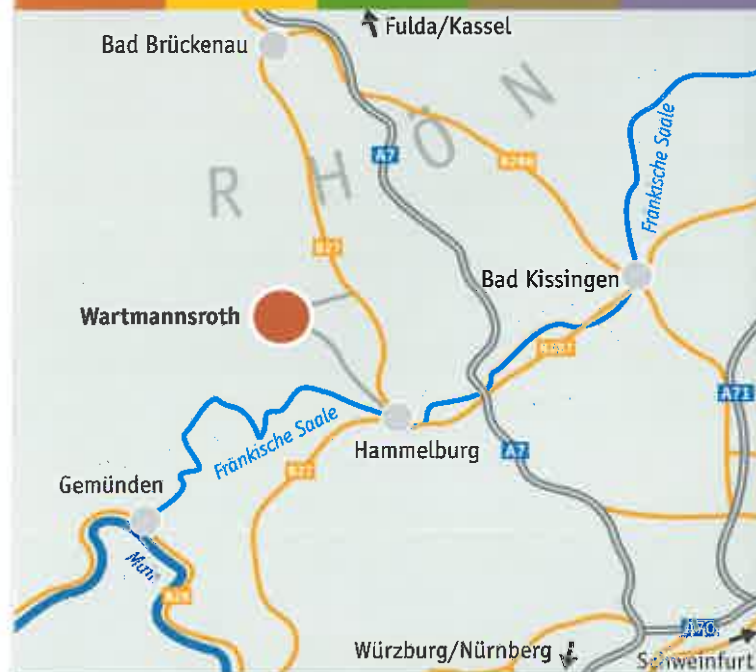 Fulda/Kassel
Bad Brückenau
RHÖN
A7
B286
Fränkische Saale
B27
Bad Kissingen
Wartmannsroth
B287
A71
Fränkische Saale
Hammelburg
A7
B27
Gemünden
B26
A70
Würzburg/Nürnberg
Schweinfurt